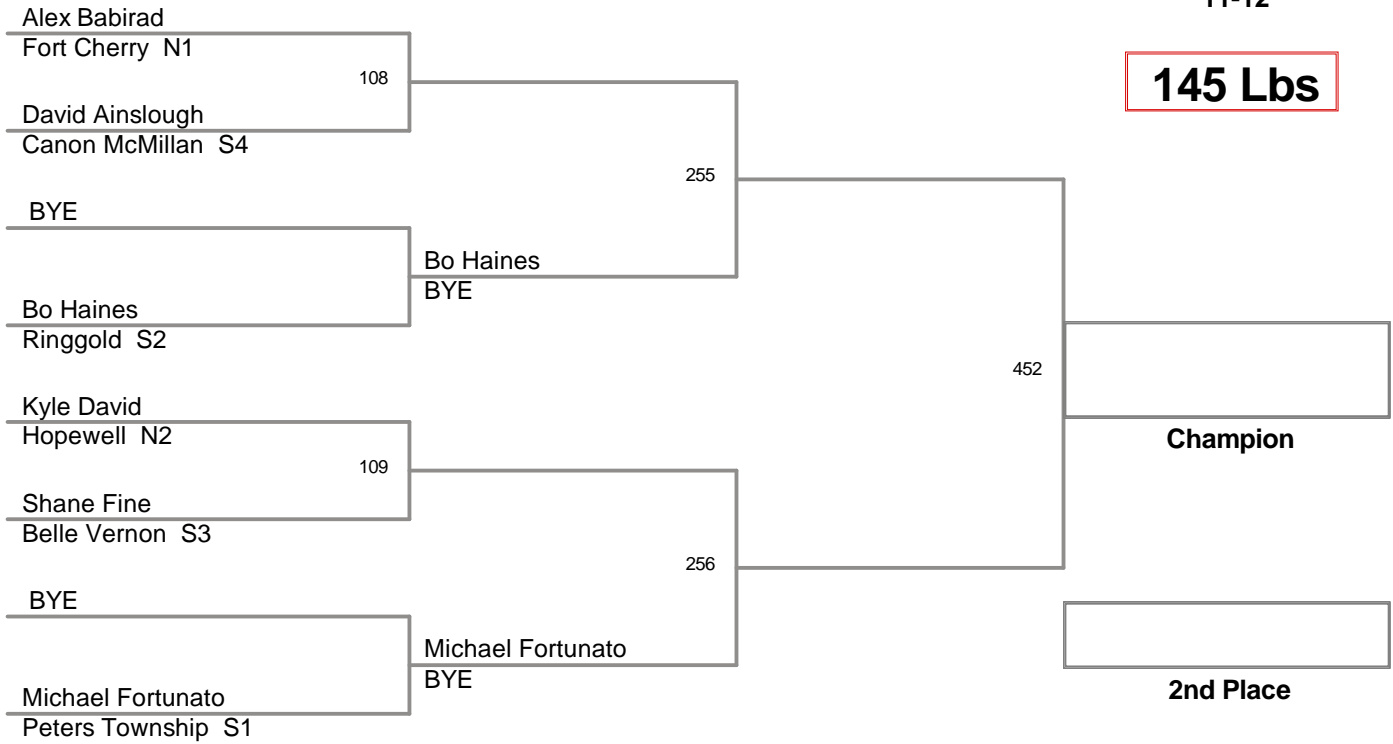 11-12
145 Lbs
Alex Babirad
Fort Cherry N1
108
David Ainslough
Canon McMillan S4
255
BYE
Bo Haines
BYE
Bo Haines
Ringgold S2
452
Kyle David
Hopewell N2
Champion
109
Shane Fine
Belle Vernon S3
256
BYE
Michael Fortunato
BYE
2nd Place
Michael Fortunato
Peters Township S1